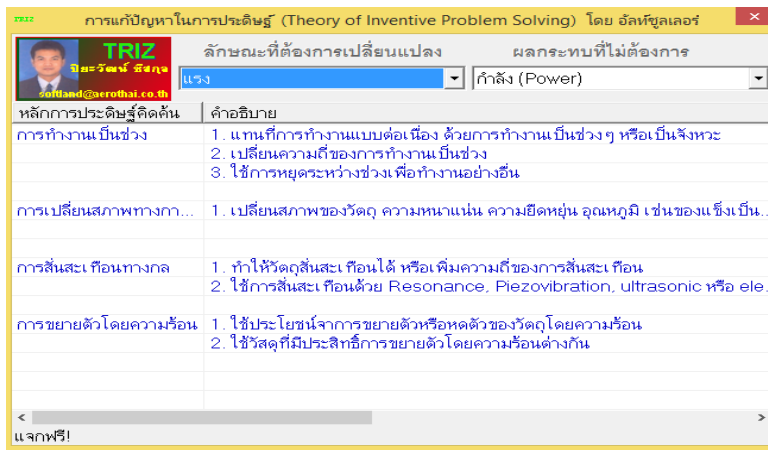 TRIZ การแก้ปัญหาในการประดิษฐ์ (Theory of Inventive Problem Solving) โดย อัลท์ชูลเลอร์
TRIZ
ปิยะวัฒน์
softland@aerothai.co.th
ลักษณะที่ต้องการเปลี่ยนแปลง ผลกระทบที่ไม่ต้องการ
แรง กำลัง (Power)
หลักการประดิษฐ์คิดค้น คำอธิบาย
การทำงานเป็นช่วง 1. แทนที่การทำงานแบบต่อเนื่อง ด้วยการทำงานเป็นช่วง ๆ หรือเป็นจังหวะ
2. เปลี่ยนความถี่ของการทำงานเป็นช่วง
3. ใช้การหยุดระหว่างช่วงเพื่อทำงานอย่างอื่น
การเปลี่ยนสภาพทางกา... 1. เปลี่ยนสภาพของวัตถุ ความหนาแน่น ความยืดหยุ่น อุณหภูมิ เช่นของแข็งเป็น...
การสั่นสะเทือนทางกล 1. ทำให้วัตถุสั่นสะเทือนได้ หรือเพิ่มความถี่ของการสั่นสะเทือน
2. ใช้การสั่นสะเทือนด้วย Resonance, Piezovibration, ultrasonic หรือ ele...
การขยายตัวโดยความร้อน 1. ใช้ประโยชน์จาการขยายตัวหรือหดตัวของวัตถุโดยความร้อน
2. ใช้วัสดุที่มีประสิทธิ์การขยายตัวโดยความร้อนต่างกัน
แจกฟรี!